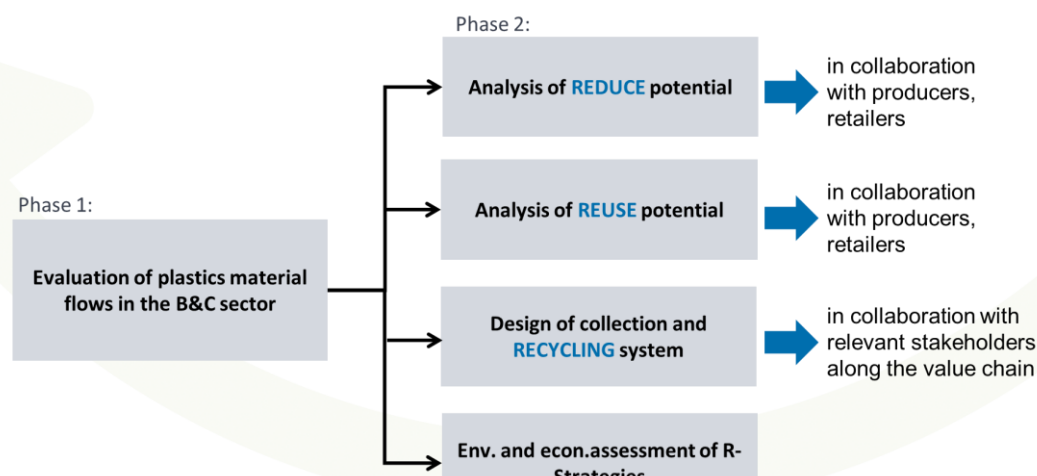 Phase 2:
Analysis of REDUCE potential
in collaboration
with producers,
retailers
Phase 1:
Analysis of REUSE potential
in collaboration
with producers,
retailers
Evaluation of plastics material
flows in the B&C sector
Design of collection and
RECYCLING system
in collaboration with
relevant stakeholders
along the value chain
Env. and econ.assessment of R-
Strategies